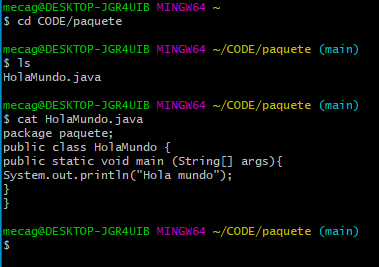 mecag@DESKTOP-JGR4UIB MINGW64 ~
$ cd CODE/paquete
mecag@DESKTOP-JGR4UIB MINGW64 ~/CODE/paquete (main)
$ ls
HolaMundo.java
mecag@DESKTOP-JGR4UIB MINGW64 ~/CODE/paquete (main)
$ cat HolaMundo.java
package paquete;
public class HolaMundo {
public static void main (String[] args){
System.out.println("Hola mundo");
}
}
mecag@DESKTOP-JGR4UIB MINGW64 ~/CODE/paquete (main)
$